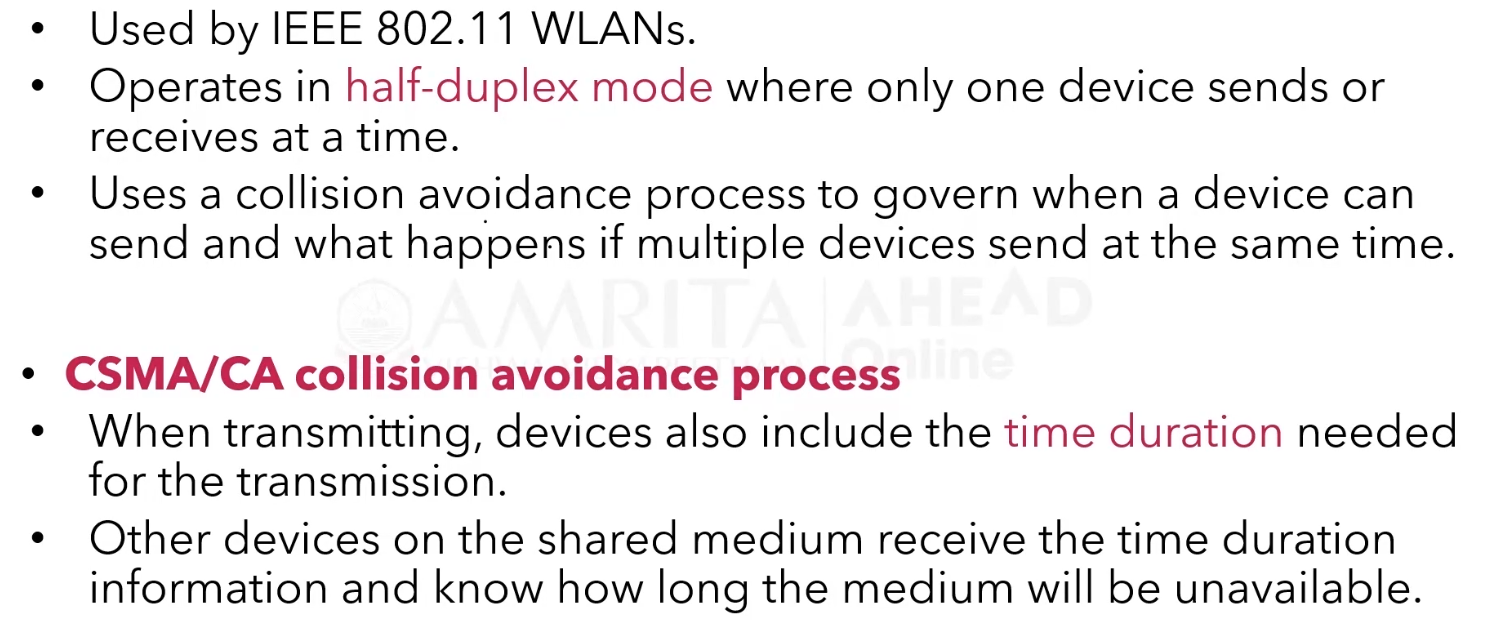 • Used by IEEE 802.11 WLANs.
• Operates in half-duplex mode where only one device sends or
receives at a time.
• Uses a collision avoidance process to govern when a device can
send and what happens if multiple devices send at the same time.
AMRITA AHEAD
Online
• CSMA/CA collision avoidance process
• When transmitting, devices also include the time duration needed
for the transmission.
• Other devices on the shared medium receive the time duration
information and know how long the medium will be unavailable.